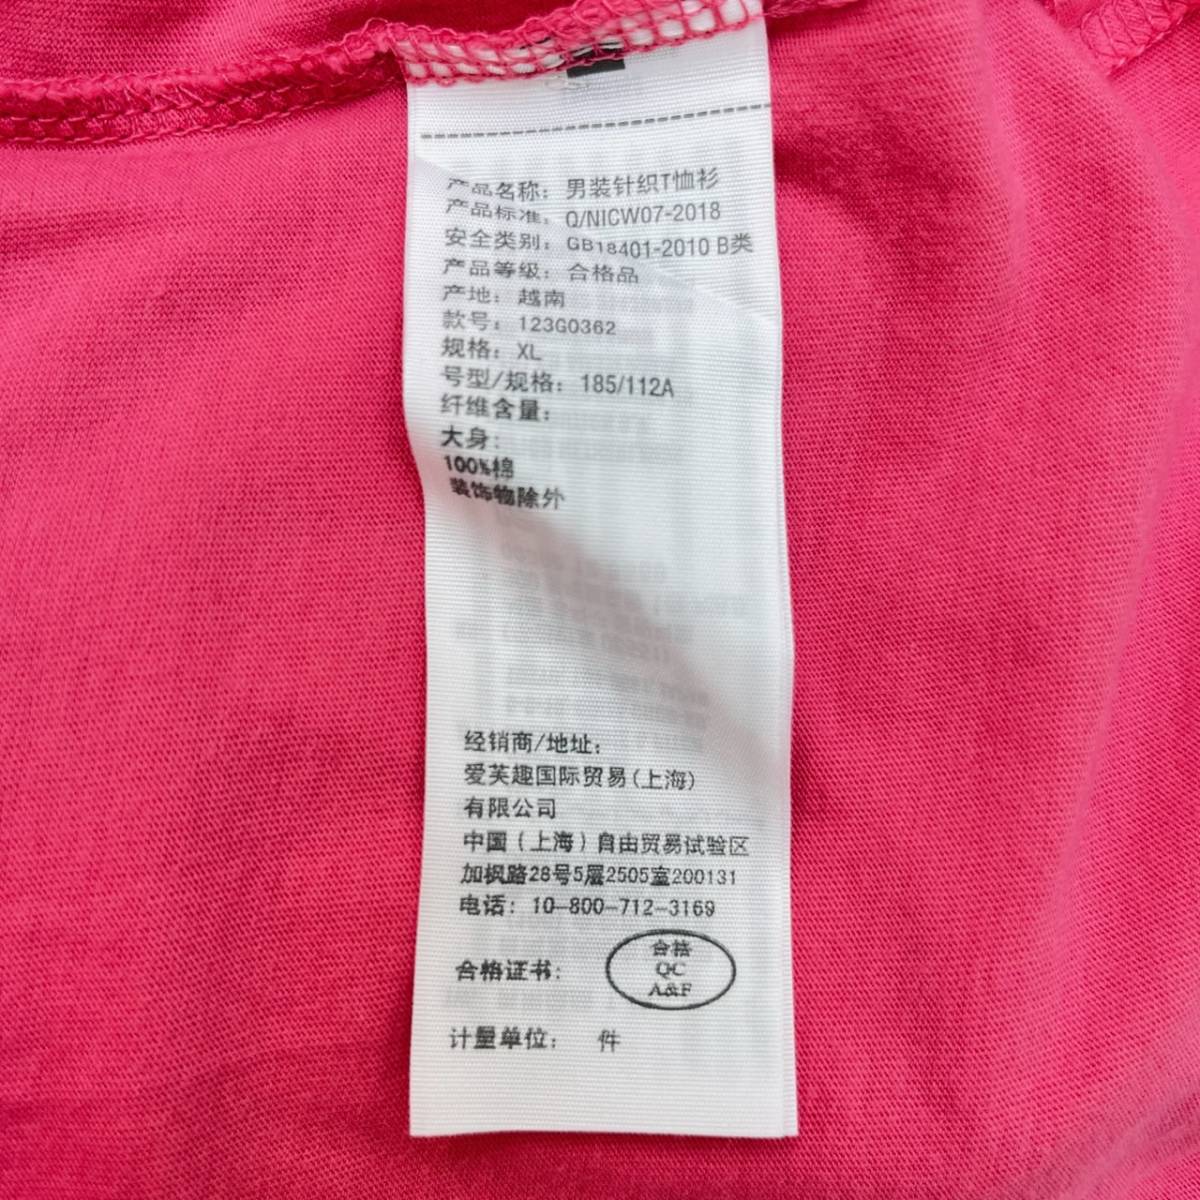 产品名称：男装针织T恤衫
产品标准：Q/NICW07-2018
安全类别：GB18401-2010 B类
产品等级：合格品
产地：越南
款号：123G0362
规格：XL
号型/规格：185/112A
纤维含量：
大身：
100%棉
装饰物除外
经销商/地址：
爱芙趣国际贸易(上海)
有限公司
中国(上海)自由贸易试验区
加枫路28号5层2505室200131
电话：10-800-712-3169
合格证书：
合格
QC
A&F
计量单位： 件